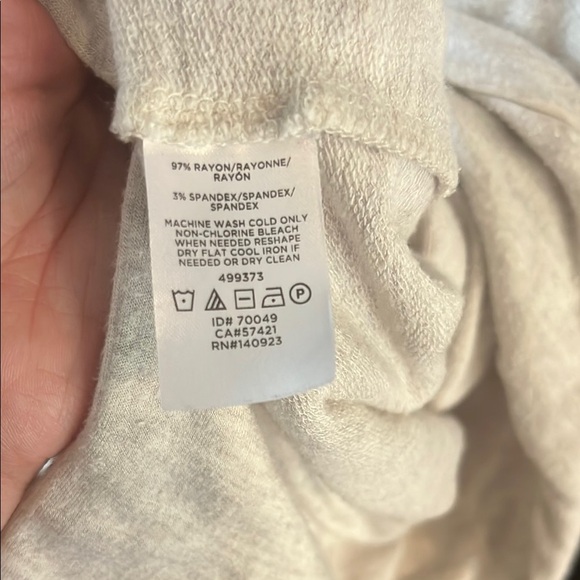 97% RAYON/RAYONNE/
RAYÓN
3% SPANDEX/SPANDEX/
SPANDEX
MACHINE WASH COLD ONLY
NON-CHLORINE BLEACH
WHEN NEEDED RESHAPE
DRY FLAT COOL IRON IF
NEEDED OR DRY CLEAN
499373
P
ID# 70049
CA#57421
RN#140923